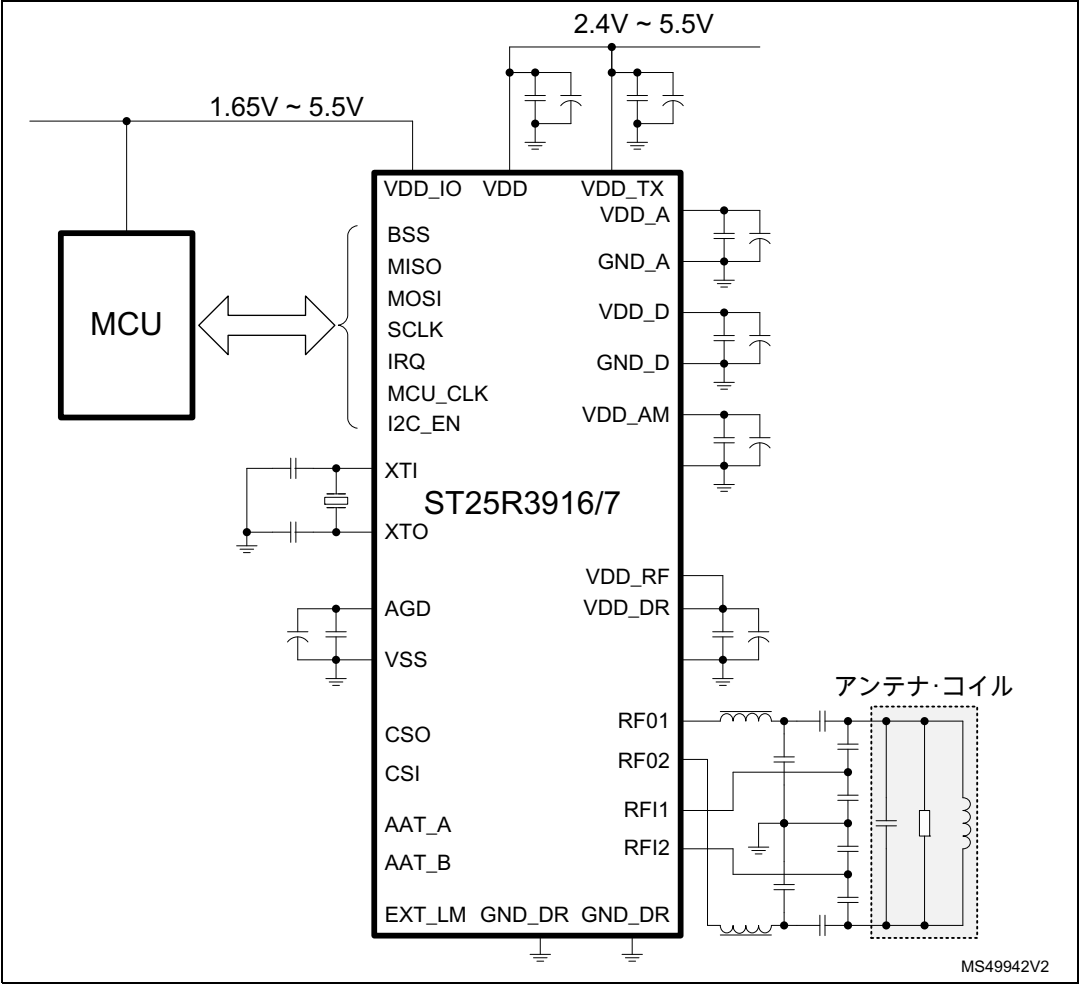 2.4V ~ 5.5V
1.65V ~ 5.5V
VDD_IO VDD VDD_TX
VDD_A
BSS
MISO
GND_A
MOSI
VDD_D
SCLK
IRQ
GND_D
MCU_CLK
I2C_EN
VDD_AM
MCU
XTI
ST25R3916/7
XTO
VDD_RF
AGD
VDD_DR
VSS
アンテナ･コイル
RF01
CSO
RF02
CSI
RFI1
AAT_A
RFI2
AAT_B
EXT_LM GND_DR GND_DR
MS49942V2